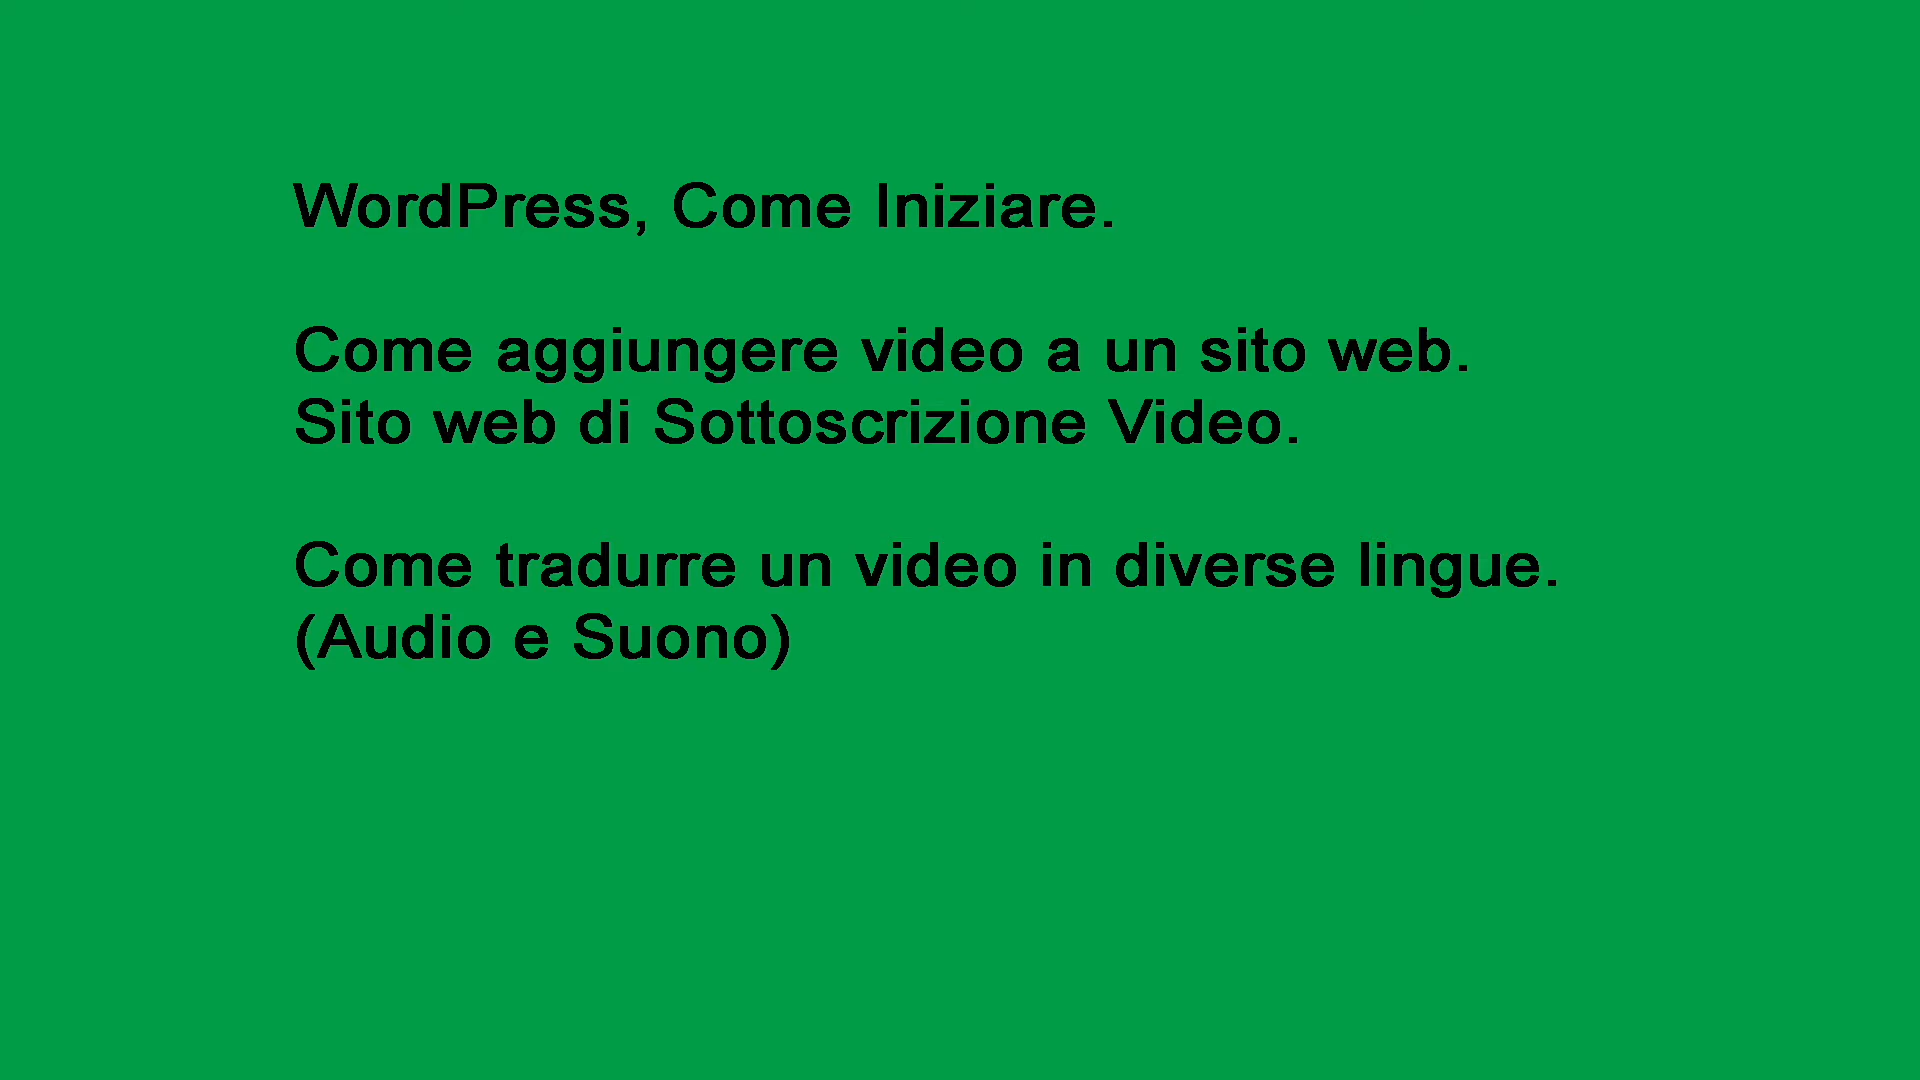 WordPress, Come Iniziare.
Come aggiungere video a un sito web.
Sito web di Sottoscrizione Video.
Come tradurre un video in diverse lingue.
(Audio e Suono)